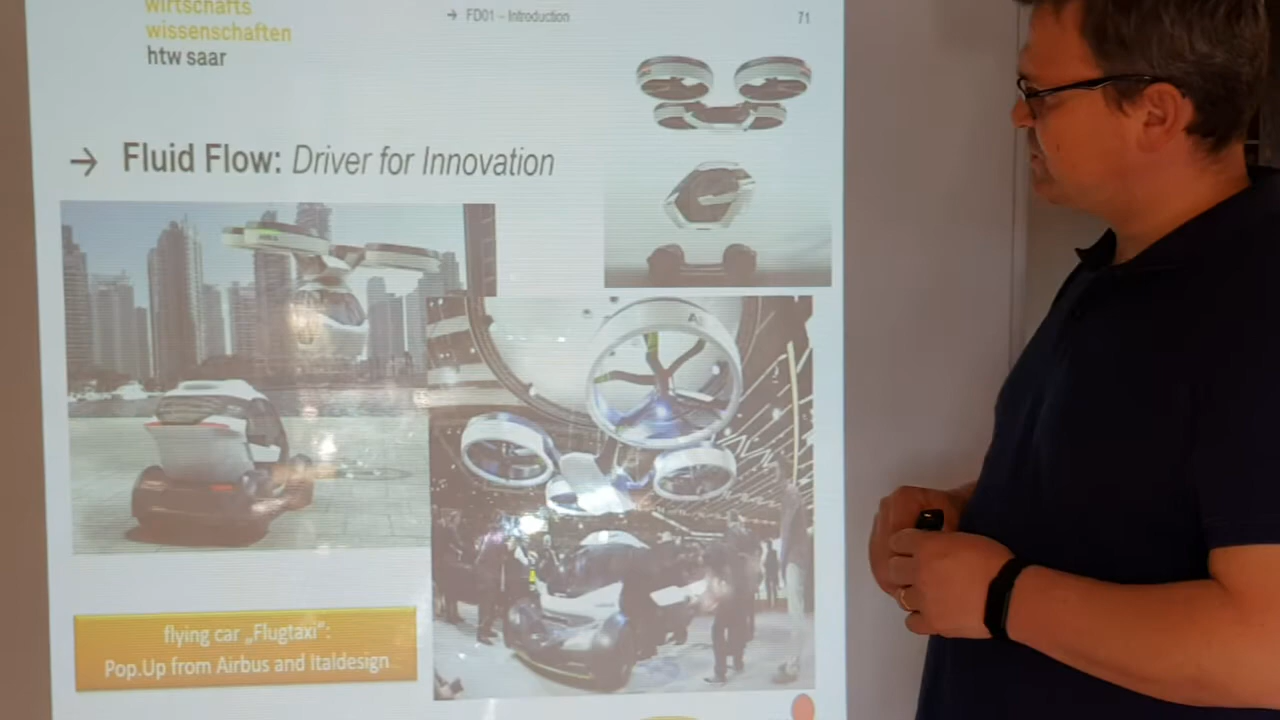 wirtschafts
wissenschaften
htw saar
→ FD01 – Introduction
71
→ Fluid Flow: Driver for Innovation
flying car „Flugtaxi“:
Pop.Up from Airbus and Italdesign